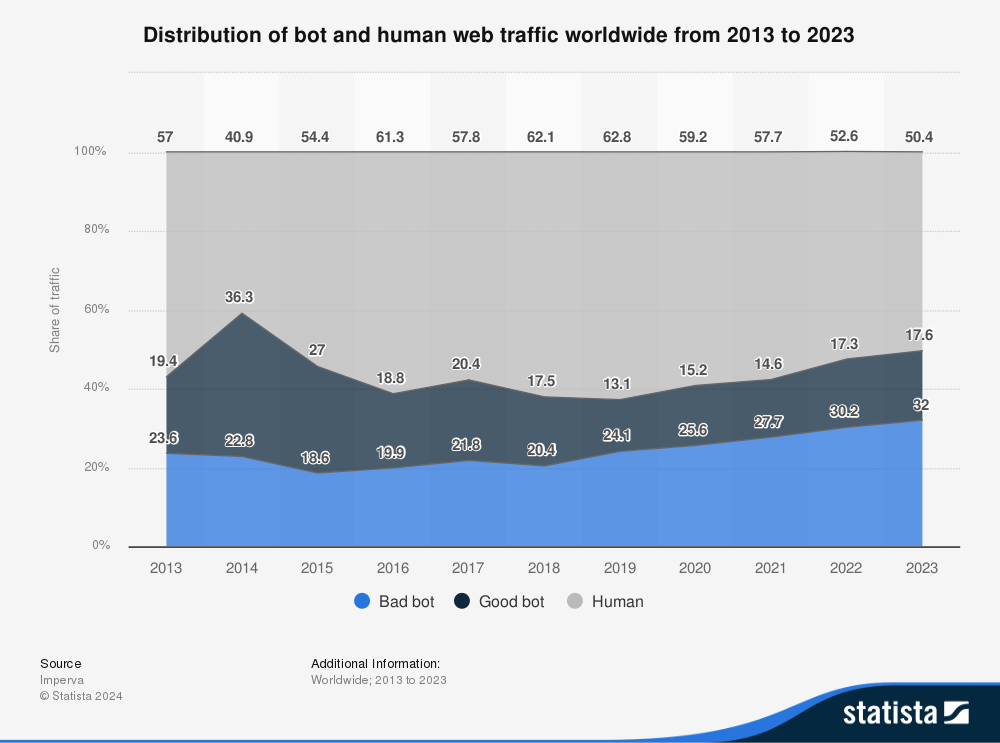 Distribution of bot and human web traffic worldwide from 2013 to 2023
57 40.9 54.4 61.3 57.8 62.1 62.8 59.2 57.7 52.6 50.4
100%
80%
60%
40%
20%
0%
Share of traffic
19.4 36.3 27 18.8 20.4 17.5 13.1 15.2 14.6 17.3 17.6
23.6 22.8 18.6 19.9 21.8 20.4 24.1 25.6 27.7 30.2 32
2013 2014 2015 2016 2017 2018 2019 2020 2021 2022 2023
Bad bot Good bot Human
Source
Imperva
© Statista 2024
Additional Information:
Worldwide; 2013 to 2023
statista